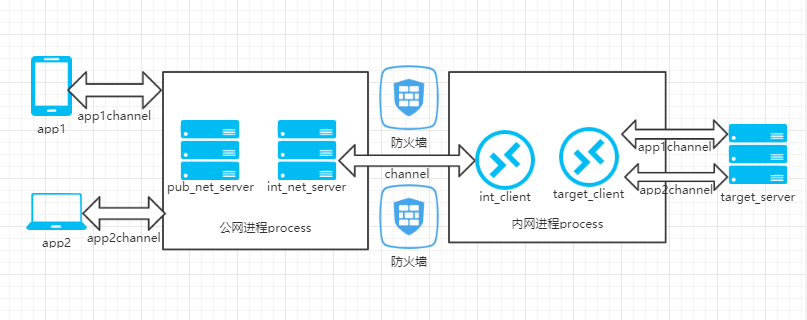 app1
app1channel
app2
app2channel
pub_net_server
int_net_server
公网进程process
防火墙
channel
防火墙
int_client
target_client
内网进程process
app1channel
app2channel
target_server